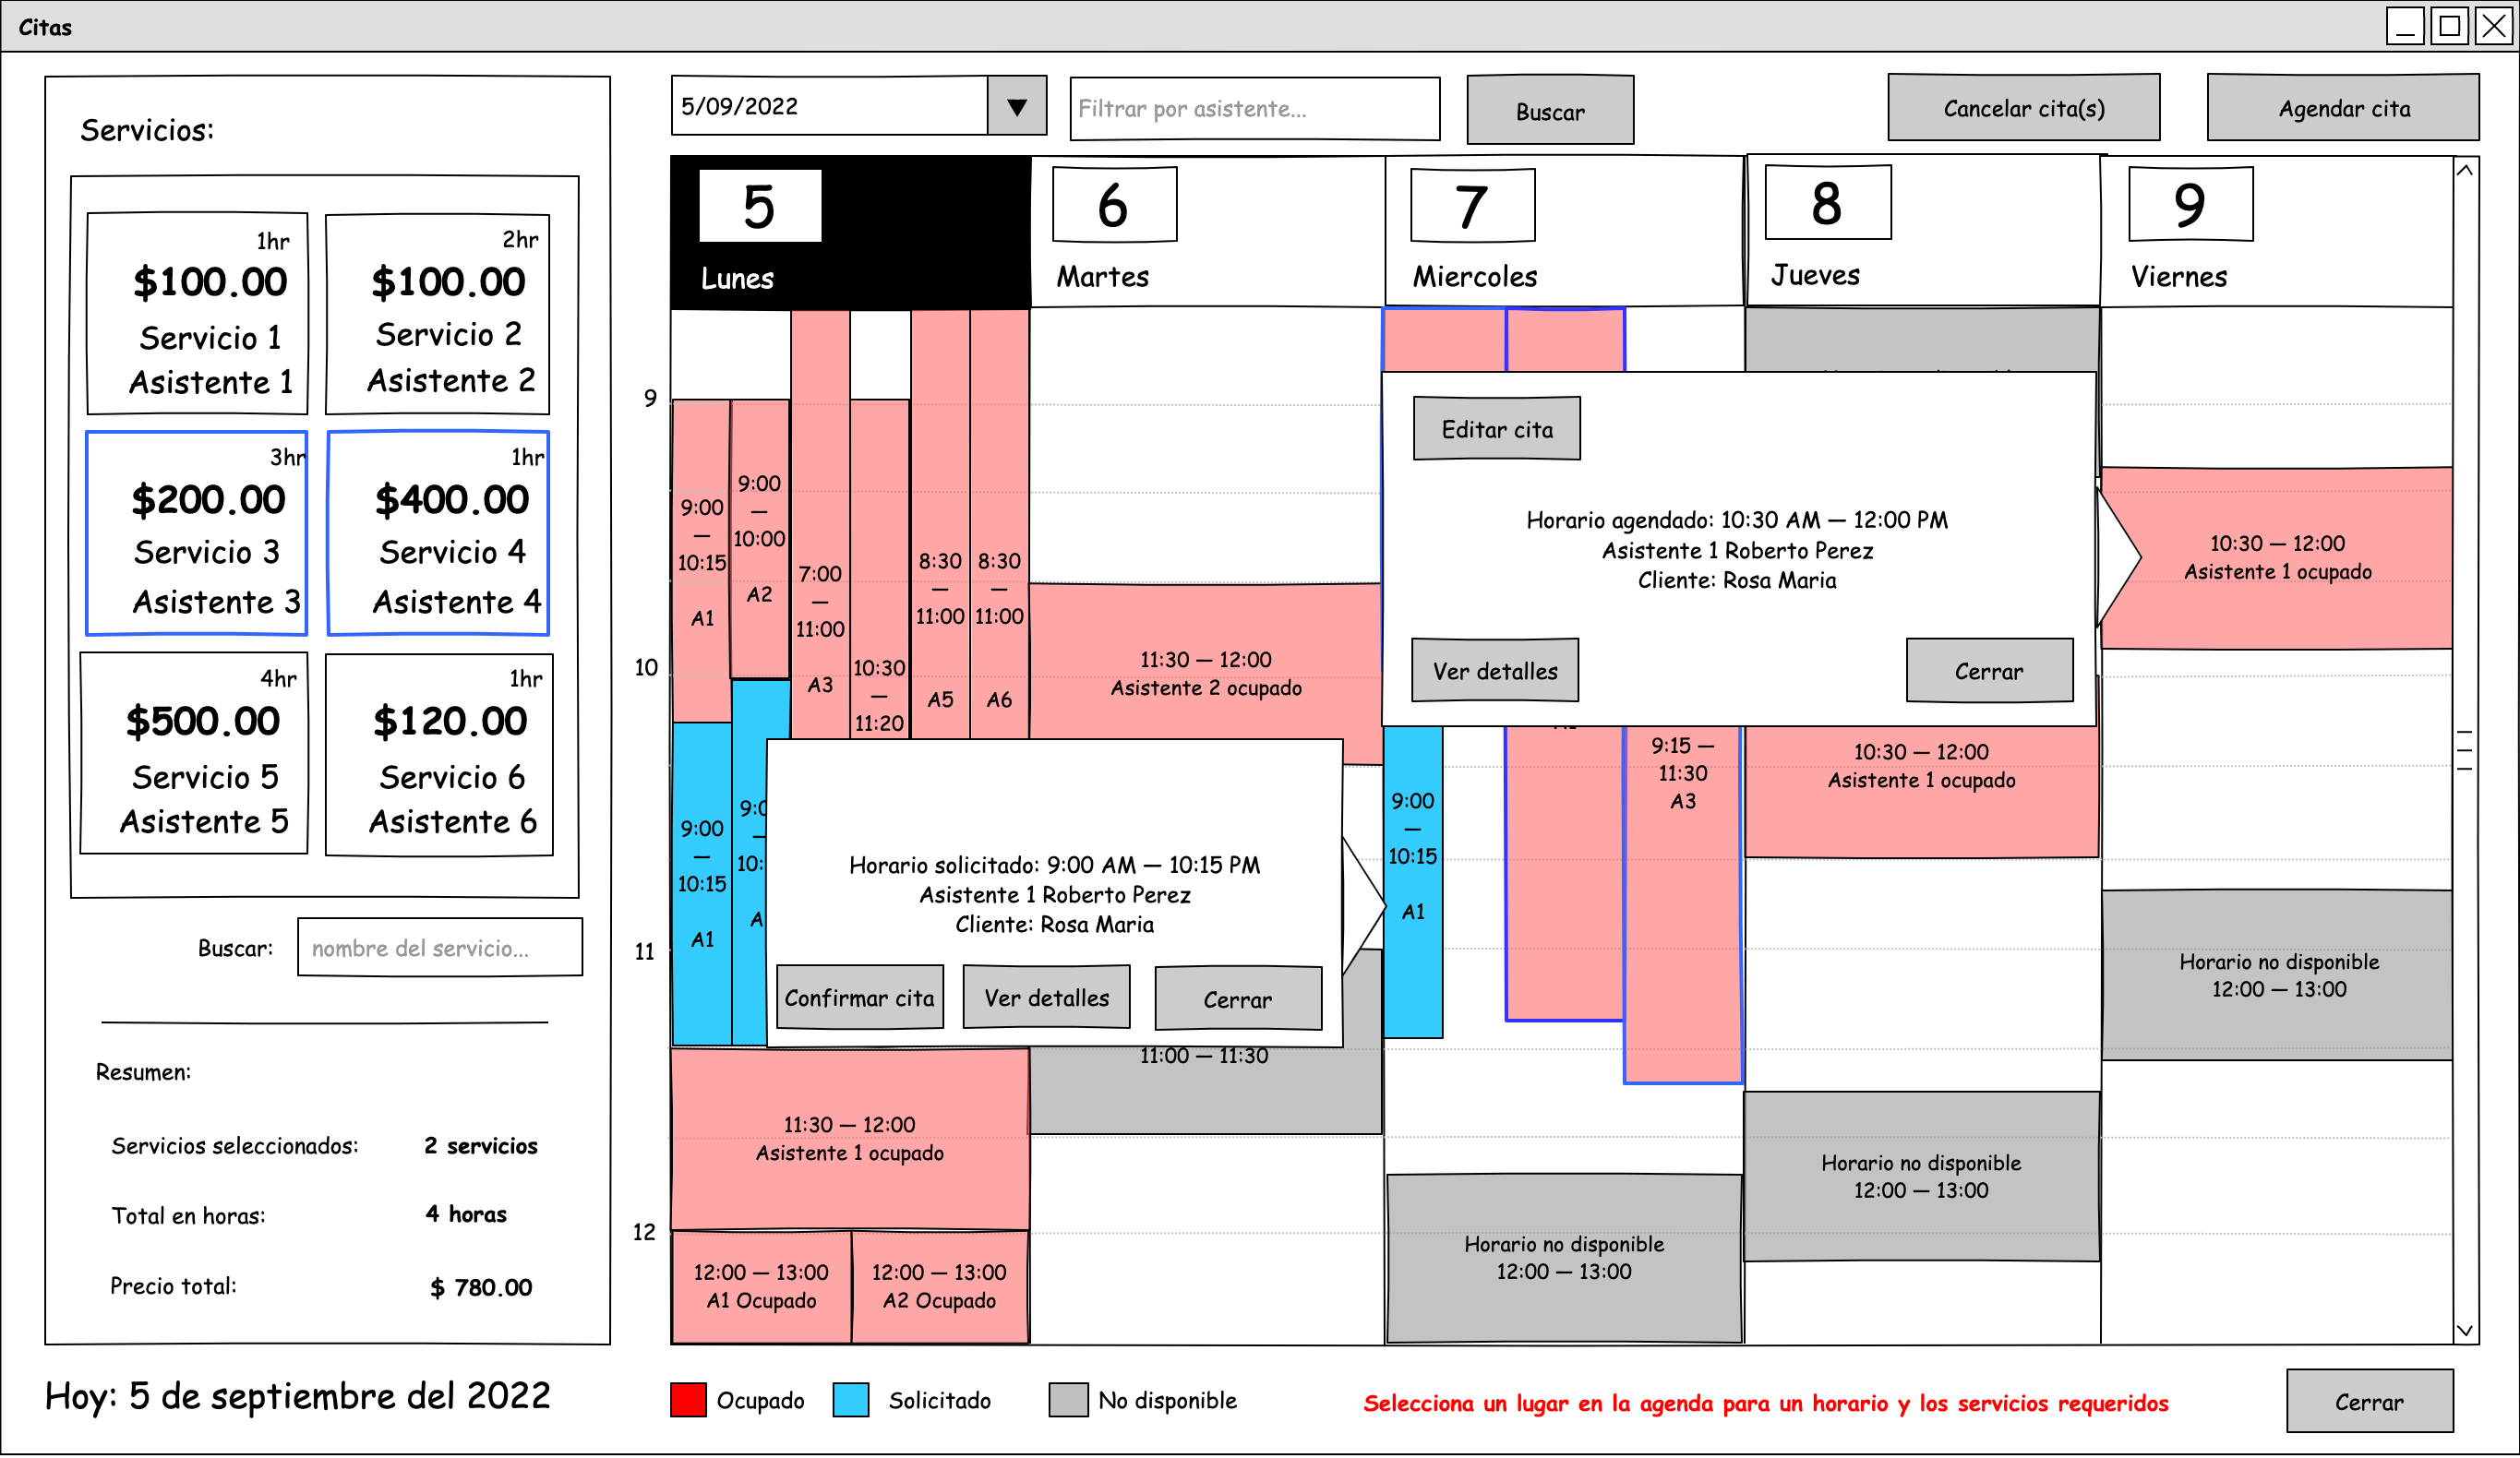 Citas
Servicios:
1hr
$100.00
Servicio 1
Asistente 1
2hr
$100.00
Servicio 2
Asistente 2
3hr
$200.00
Servicio 3
Asistente 3
1hr
$400.00
Servicio 4
Asistente 4
4hr
$500.00
Servicio 5
Asistente 5
1hr
$120.00
Servicio 6
Asistente 6
Buscar:
nombre del servicio...
Resumen:
Servicios seleccionados: 2 servicios
Total en horas: 4 horas
Precio total: $ 780.00
Hoy: 5 de septiembre del 2022
5/09/2022
Filtrar por asistente...
Buscar
Cancelar cita(s)
Agendar cita
5
Lunes
6
Martes
7
Miercoles
8
Jueves
9
Viernes
9
10
11
12
9:00
—
10:15
A1
9:00
—
10:00
A2
7:00
—
11:00
A3
10:30
—
11:20
8:30
—
11:00
A5
8:30
—
11:00
A6
9:00
—
10:15
A1
11:30 — 12:00
Asistente 1 ocupado
12:00 — 13:00
A1 Ocupado
12:00 — 13:00
A2 Ocupado
11:30 — 12:00
Asistente 2 ocupado
Horario solicitado: 9:00 AM — 10:15 PM
Asistente 1 Roberto Perez
Cliente: Rosa Maria
Confirmar cita
Ver detalles
Cerrar
11:00 — 11:30
Editar cita
Horario agendado: 10:30 AM — 12:00 PM
Asistente 1 Roberto Perez
Cliente: Rosa Maria
Ver detalles
Cerrar
9:00
—
10:15
A1
9:15 —
11:30
A3
Horario no disponible
12:00 — 13:00
10:30 — 12:00
Asistente 1 ocupado
Horario no disponible
12:00 — 13:00
10:30 — 12:00
Asistente 1 ocupado
Horario no disponible
12:00 — 13:00
Ocupado
Solicitado
No disponible
Selecciona un lugar en la agenda para un horario y los servicios requeridos
Cerrar